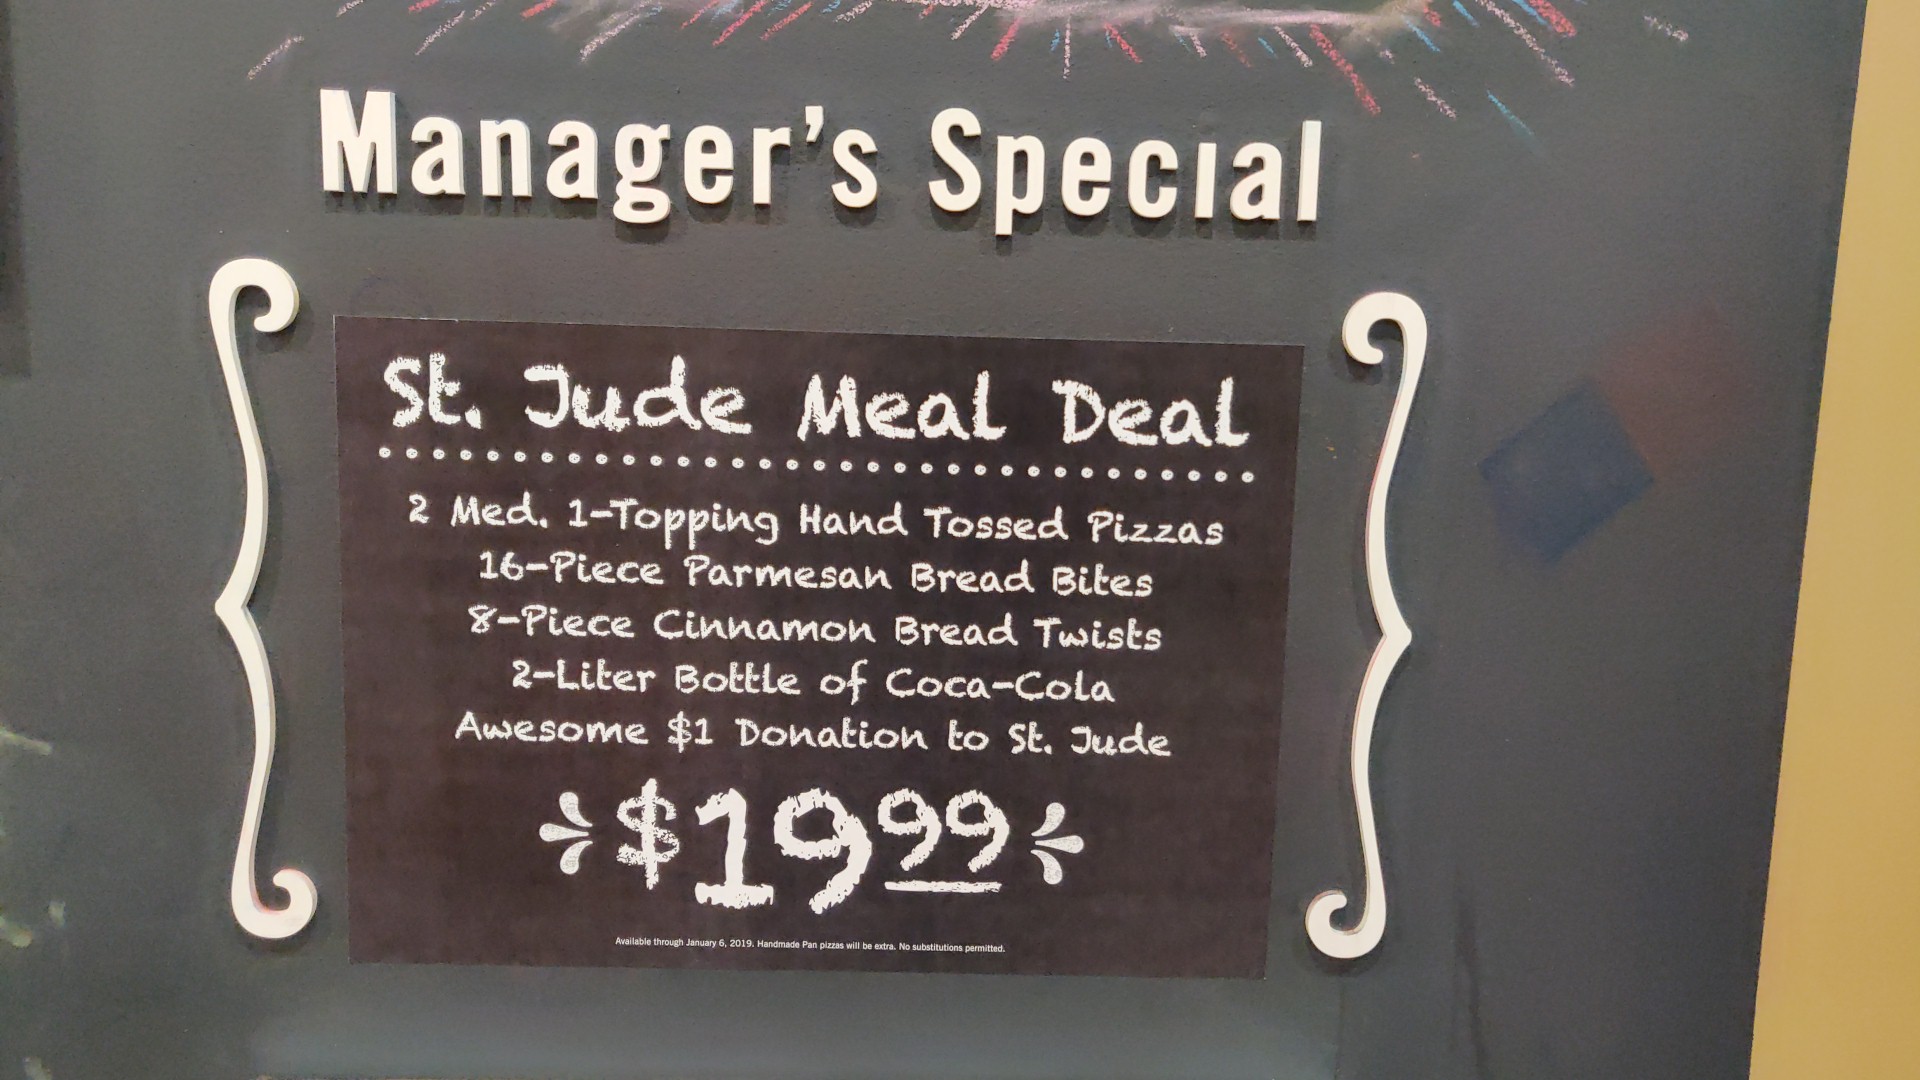 Manager's Special
St. Jude Meal Deal
2 Med. 1-Topping Hand Tossed Pizzas
16-Piece Parmesan Bread Bites
8-Piece Cinnamon Bread Twists
2-Liter Bottle of Coca-Cola
Awesome $1 Donation to St. Jude
$19 99
Available through January 6, 2019. Handmade Pan pizzas will be extra. No substitutions permitted.